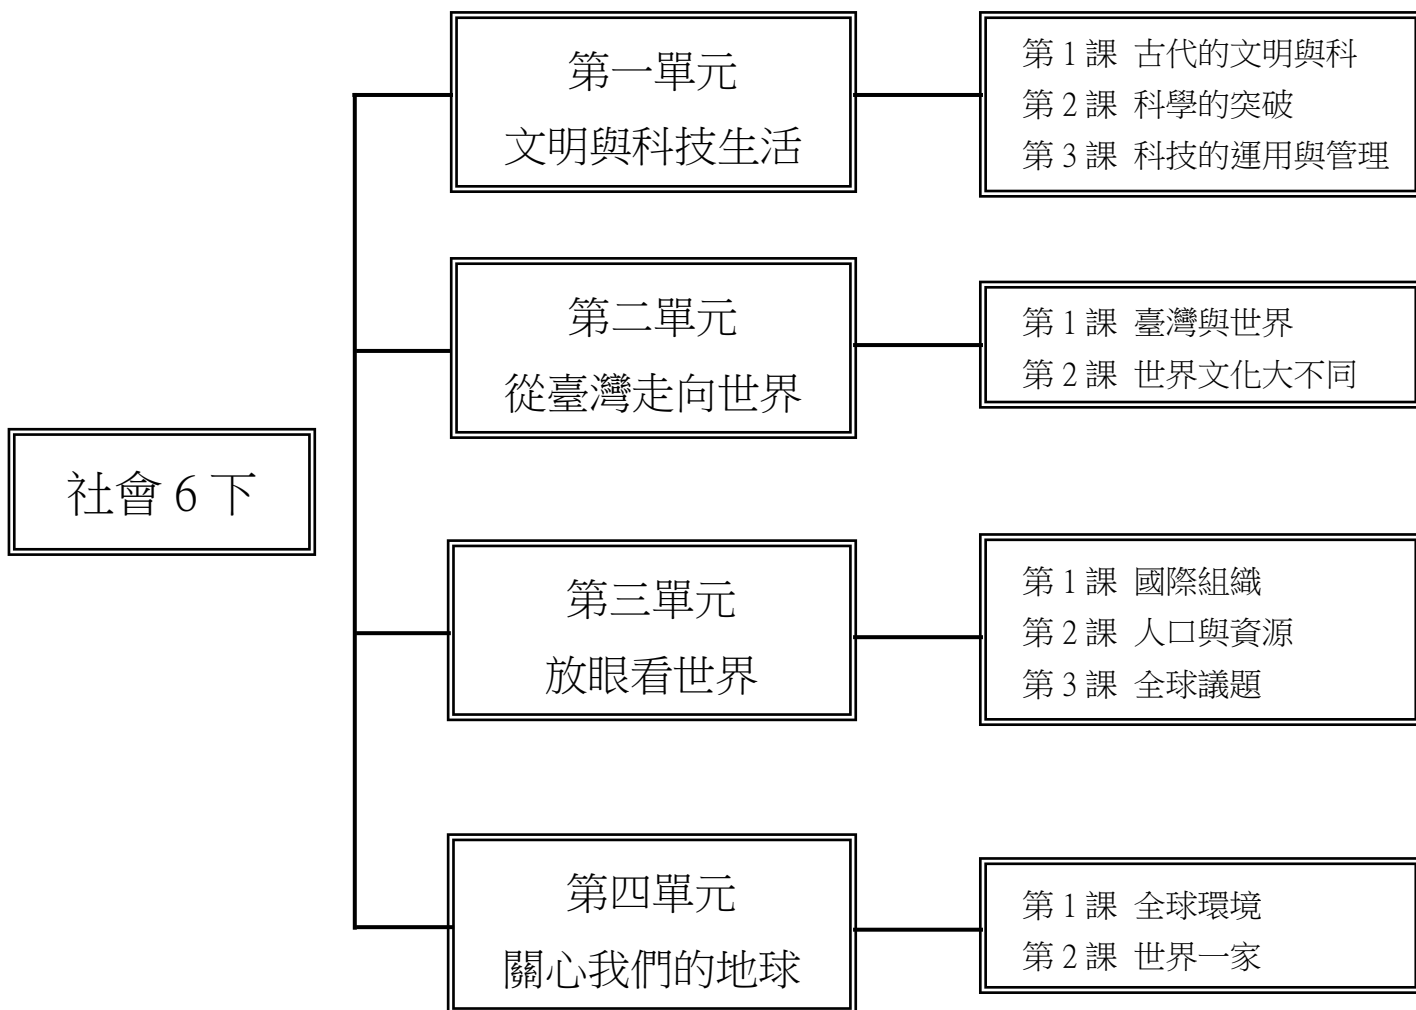 社會 6 下
第一單元
文明與科技生活
第 1 課 古代的文明與科
第 2 課 科學的突破
第 3 課 科技的運用與管理
第二單元
從臺灣走向世界
第 1 課 臺灣與世界
第 2 課 世界文化大不同
第三單元
放眼看世界
第 1 課 國際組織
第 2 課 人口與資源
第 3 課 全球議題
第四單元
關心我們的地球
第 1 課 全球環境
第 2 課 世界一家